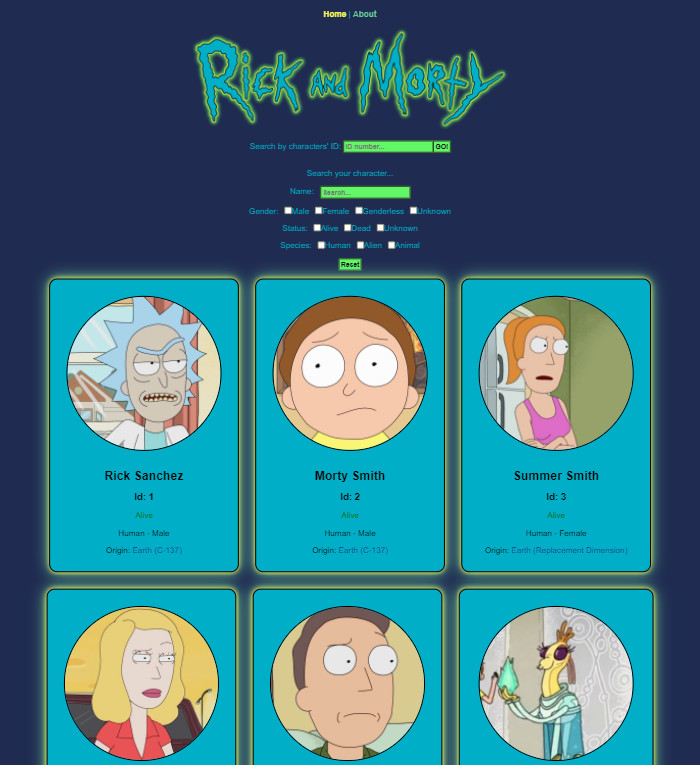 Home | About
Rick and Morty
Search by characters' ID: ID number... GO!
Search your character...
Name: Search...
Gender: Male Female Genderless Unknown
Status: Alive Dead Unknown
Species: Human Alien Animal
Reset
Rick Sanchez
Id: 1
Alive
Human - Male
Origin: Earth (C-137)
Morty Smith
Id: 2
Alive
Human - Male
Origin: Earth (C-137)
Summer Smith
Id: 3
Alive
Human - Female
Origin: Earth (Replacement Dimension)